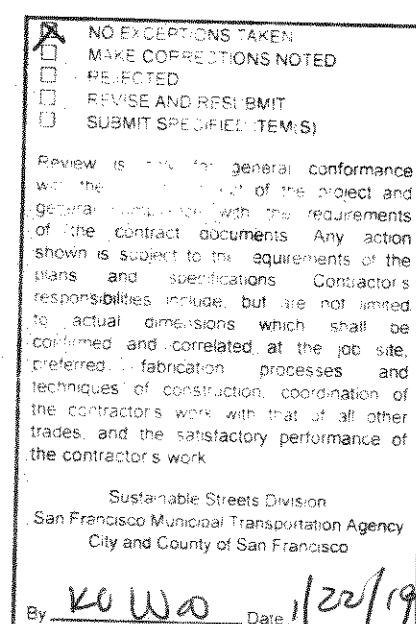 NO EXCEPTIONS TAKEN
MAKE CORRECTIONS NOTED
REJECTED
REVISE AND RESUBMIT
SUBMIT SPECIFIED ITEM(S)
Review is for general conformance
with the of the project and
general with the requirements
of the contract documents Any action
shown is subject to the requirements of the
plans and specifications Contractor's
responsibilities include, but are not limited
to actual dimensions which shall be
confirmed and correlated at the job site,
preferred fabrication processes and
techniques of construction, coordination of
the contractor's work with that of all other
trades, and the satisfactory performance of
the contractor's work
Sustainable Streets Division
San Francisco Municipal Transportation Agency
City and County of San Francisco
By Date 1/22/19